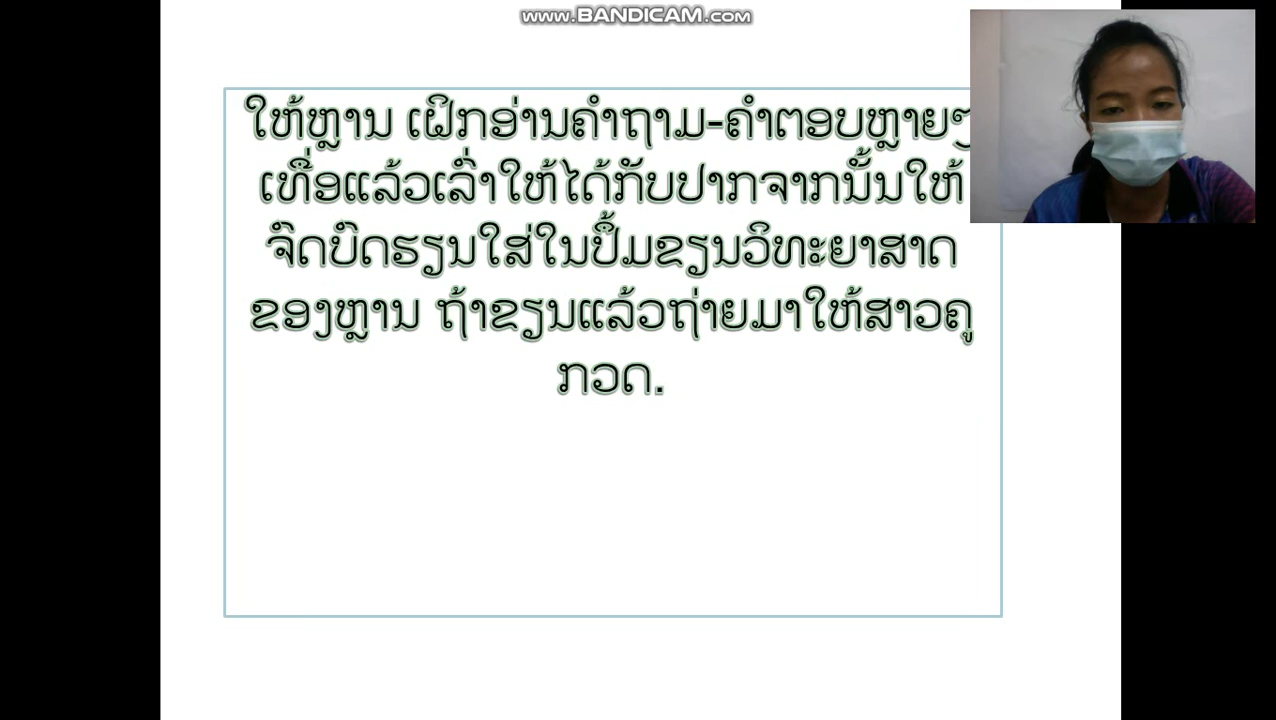 www.BANDICAM.com
ໃຫ້ຫຼານ ເຝິກອ່ານຄຳຖາມ-ຄຳຕອບຫຼາຍໆ
ເທື່ອແລ້ວເລົ່າໃຫ້ໄດ້ກັບປາກຈາກນັ້ນໃຫ້
ຈົດບົດຮຽນໃສ່ໃນປຶ້ມຂຽນວິທະຍາສາດ
ຂອງຫຼານ ຖ້າຂຽນແລ້ວຖ່າຍມາໃຫ້ສາວຄູ
ກວດ.